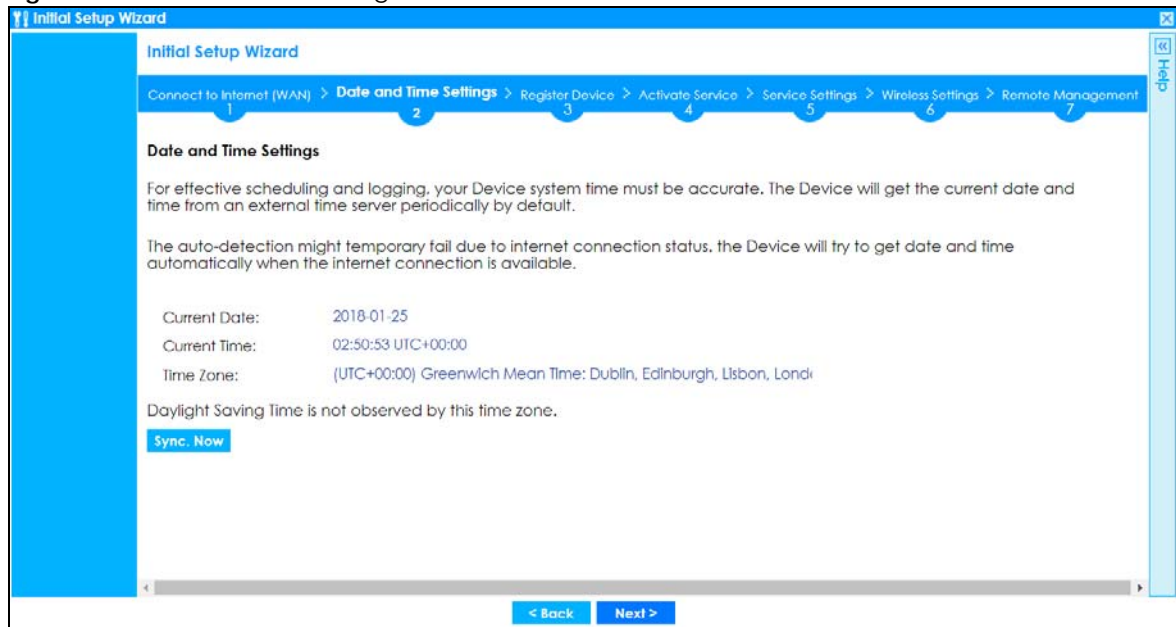 Initial Setup Wizard
Initial Setup Wizard
« Help
Connect to Internet (WAN) > Date and Time Settings > Register Device > Activate Service > Service Settings > Wireless Settings > Remote Management
1 2 3 4 5 6 7
Date and Time Settings
For effective scheduling and logging, your Device system time must be accurate. The Device will get the current date and
time from an external time server periodically by default.
The auto-detection might temporary fail due to internet connection status, the Device will try to get date and time
automatically when the internet connection is available.
Current Date: 2018-01-25
Current Time: 02:50:53 UTC+00:00
Time Zone: (UTC+00:00) Greenwich Mean Time: Dublin, Edinburgh, Lisbon,
Daylight Saving Time is not observed by this time zone.
Sync. Now
< Back Next >